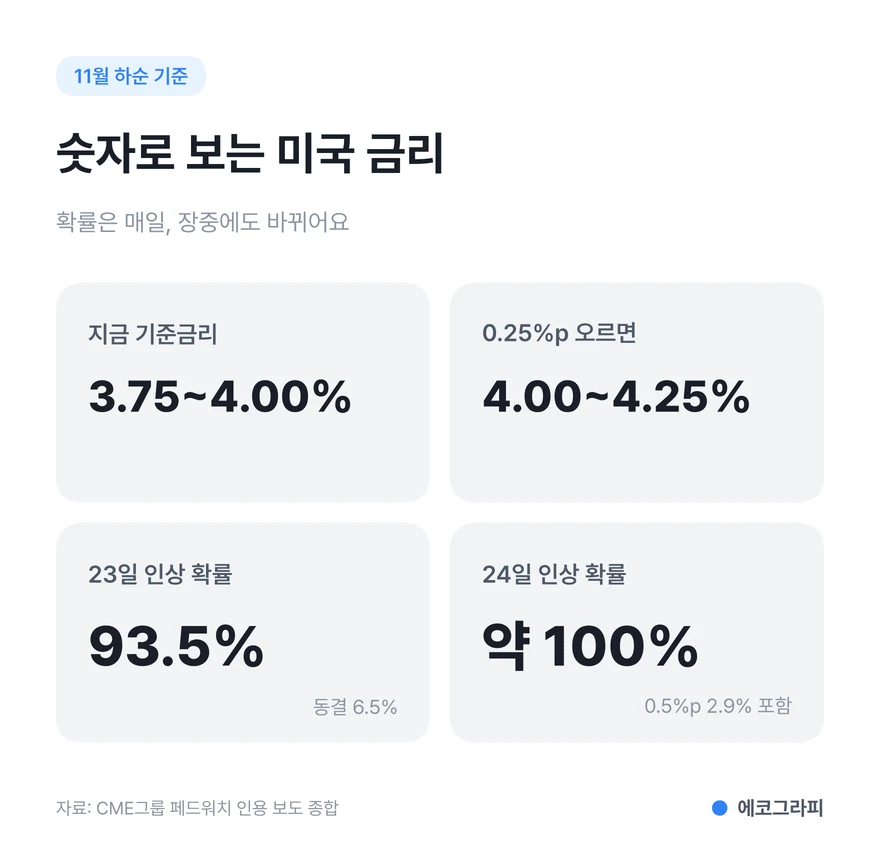 11월 하순 기준
숫자로 보는 미국 금리
확률은 매일, 장중에도 바뀌어요
지금 기준금리
3.75~4.00%
0.25%p 오르면
4.00~4.25%
23일 인상 확률
93.5%
동결 6.5%
24일 인상 확률
약 100%
0.5%p 2.9% 포함
자료: CME그룹 페드워치 인용 보도 종합
에코그라피